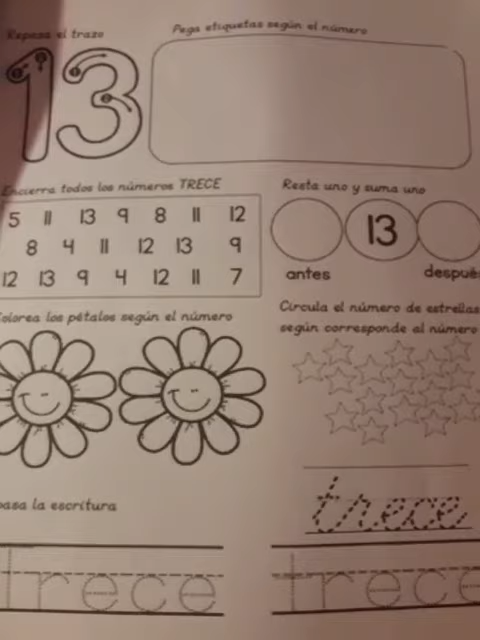 Repasa el trazo
Pega etiquetas según el número
13
Encierra todos los números TRECE
5 11 13 9 8 11 12
8 4 11 12 13 9
12 13 9 4 12 11 7
Resta uno y suma uno
13
antes después
Colorea los pétalos según el número
Circula el número de estrellas
según corresponde al número
Repasa la escritura
trece
trece trece